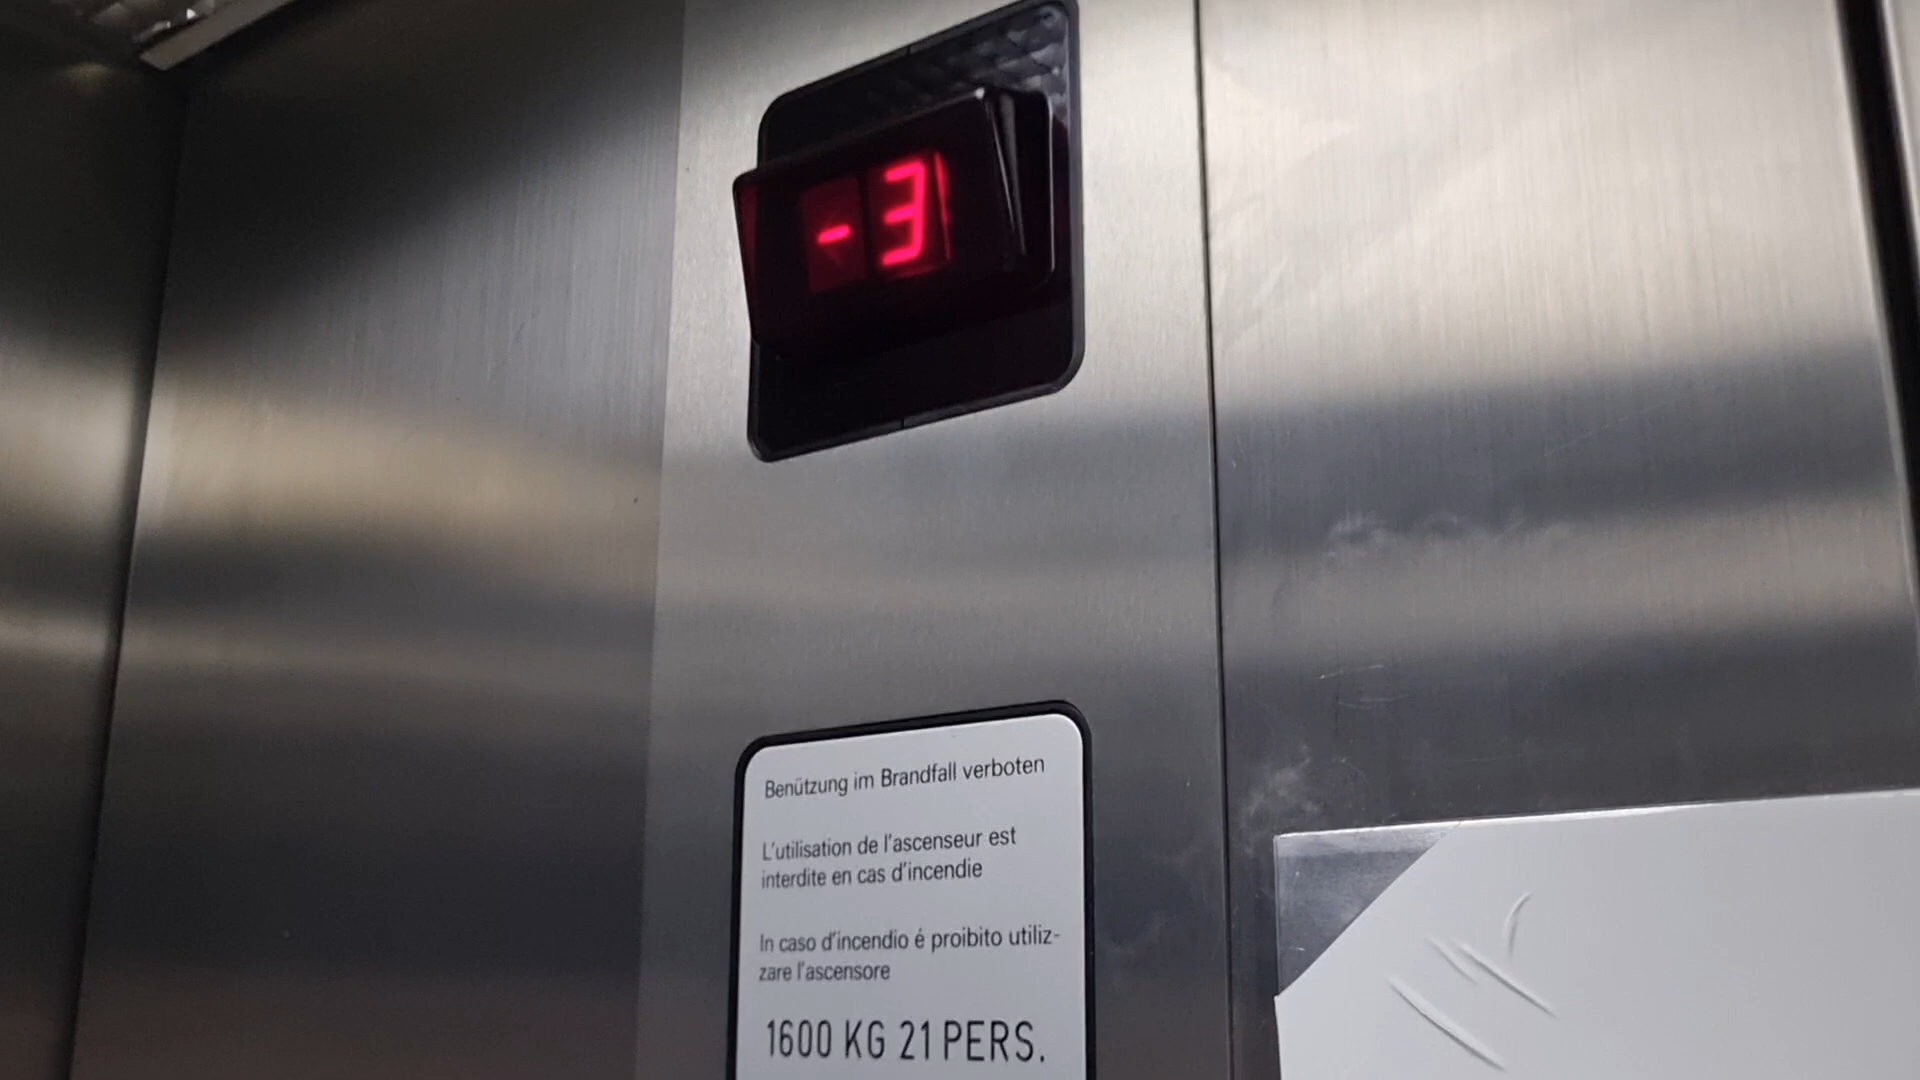 -3
Benützung im Brandfall verboten
L'utilisation de l'ascenseur est
interdite en cas d'incendie
In caso d'incendio é proibito utiliz-
zare l'ascensore
1600 KG 21 PERS.